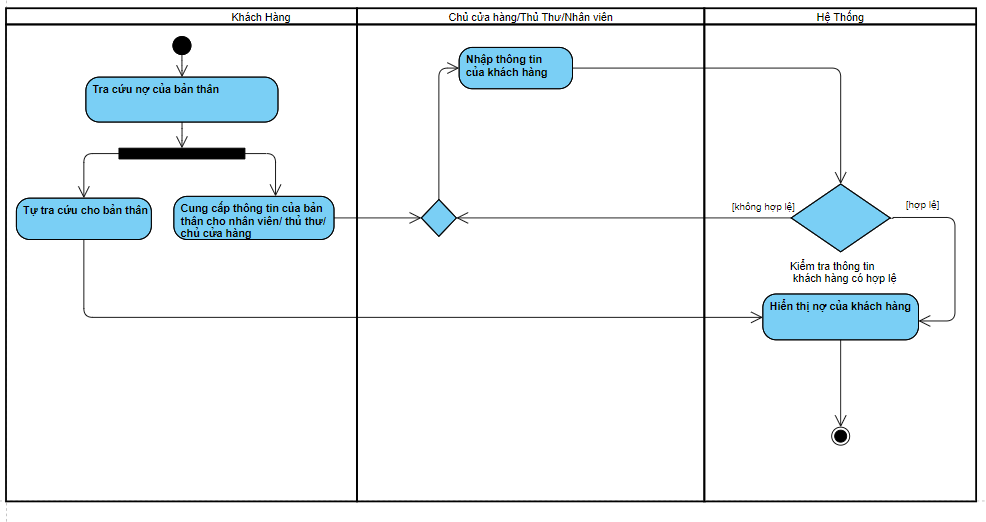 Khách Hàng
Chủ cửa hàng/Thủ Thư/Nhân viên
Hệ Thống
Tra cứu nợ của bản thân
Tự tra cứu cho bản thân
Cung cấp thông tin của bản
thân cho nhân viên/ thủ thư/
chủ cửa hàng
Nhập thông tin
của khách hàng
[không hợp lệ]
[hợp lệ]
Kiểm tra thông tin
khách hàng có hợp lệ
Hiển thị nợ của khách hàng